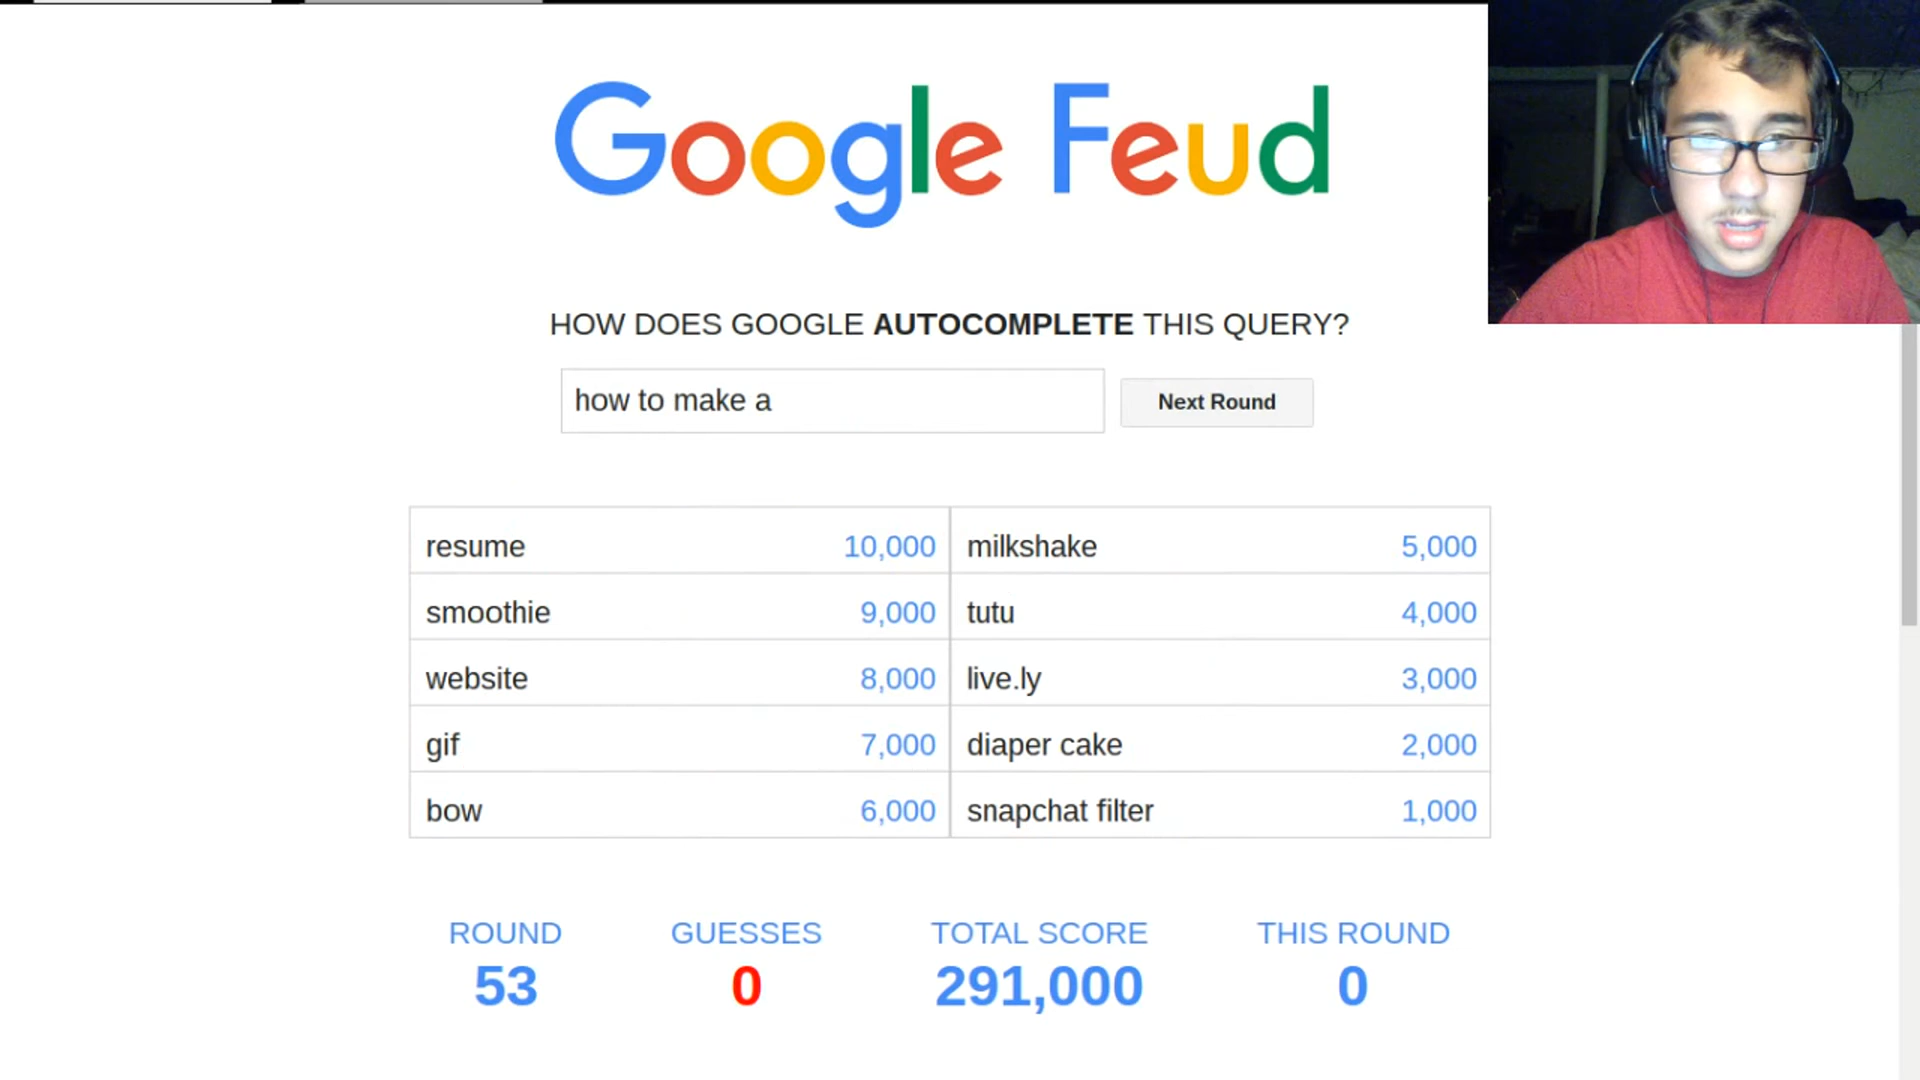 Google Feud
HOW DOES GOOGLE AUTOCOMPLETE THIS QUERY?
how to make a
Next Round
resume 10,000 milkshake 5,000
smoothie 9,000 tutu 4,000
website 8,000 live.ly 3,000
gif 7,000 diaper cake 2,000
bow 6,000 snapchat filter 1,000
ROUND GUESSES TOTAL SCORE THIS ROUND
53 0 291,000 0